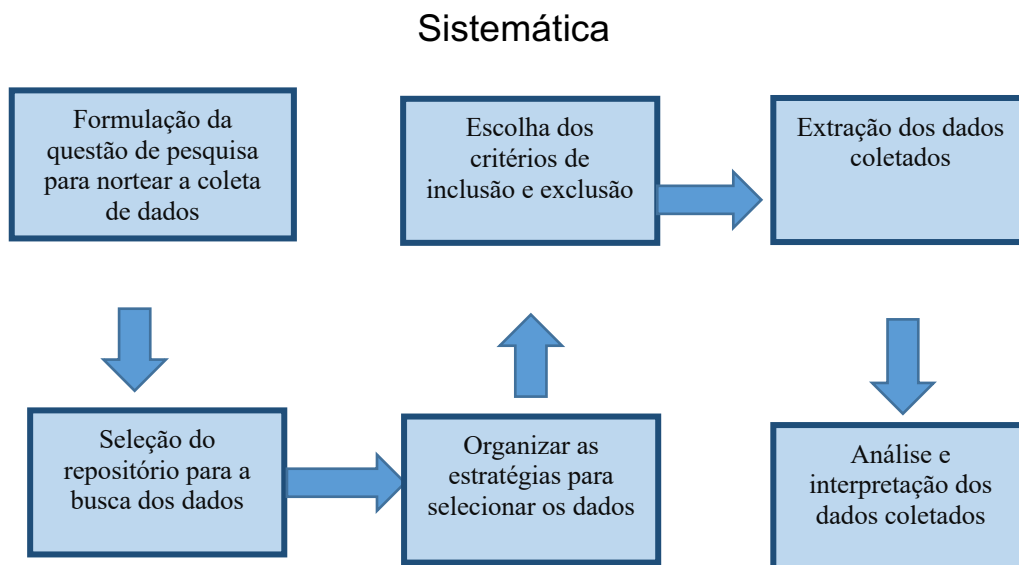 Sistemática
Formulação da
questão de pesquisa
para nortear a coleta
de dados
Seleção do
repositório para a
busca dos dados
Organizar as
estratégias para
selecionar os dados
Escolha dos
critérios de
inclusão e exclusão
Extração dos dados
coletados
Análise e
interpretação dos
dados coletados